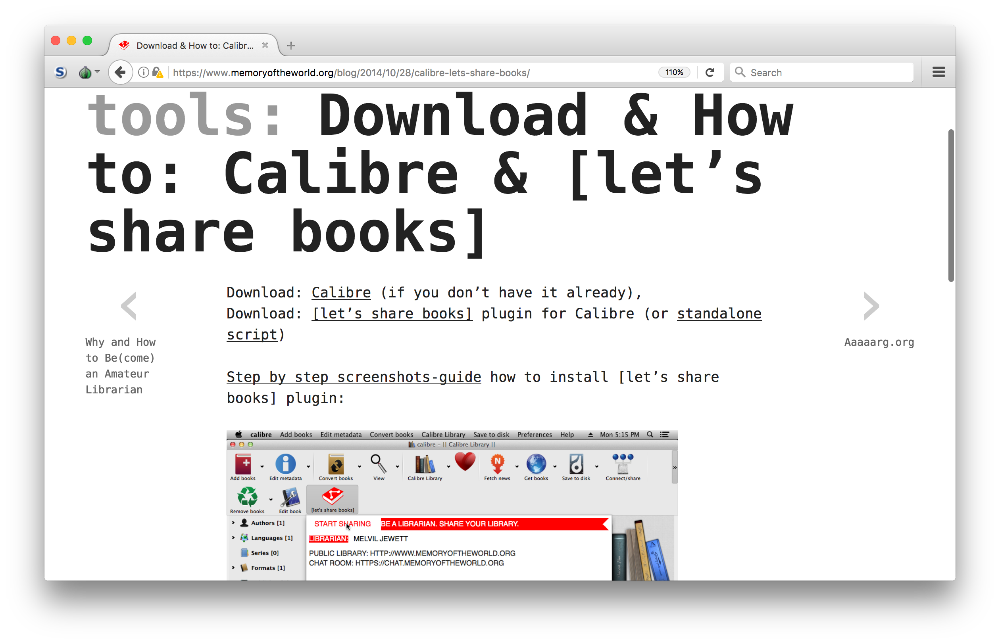 Download & How to: Calibr...
https://www.memoryoftheworld.org/blog/2014/10/28/calibre-lets-share-books/
110%
Search
tools: Download & How
to: Calibre & [let’s
share books]
Download: Calibre (if you don’t have it already),
Download: [let’s share books] plugin for Calibre (or standalone
script)
Why and How
to Be(come)
an Amateur
Librarian
Aaaaarg.org
Step by step screenshots-guide how to install [let’s share
books] plugin:
calibre Add books Edit metadata Convert books Calibre Library Save to disk Preferences Help Mon 5:15 PM
calibre - || Calibre Library ||
Add books Edit metadata Convert books View Calibre Library Fetch news Get books Save to disk Connect/share
Remove books Edit book [let's share books]
START SHARING BE A LIBRARIAN. SHARE YOUR LIBRARY.
LIBRARIAN: MELVIL JEWETT
PUBLIC LIBRARY: HTTP://WWW.MEMORYOFTHEWORLD.ORG
CHAT ROOM: HTTPS://CHAT.MEMORYOFTHEWORLD.ORG
Authors [1]
Languages [1]
Series [0]
Formats [1]